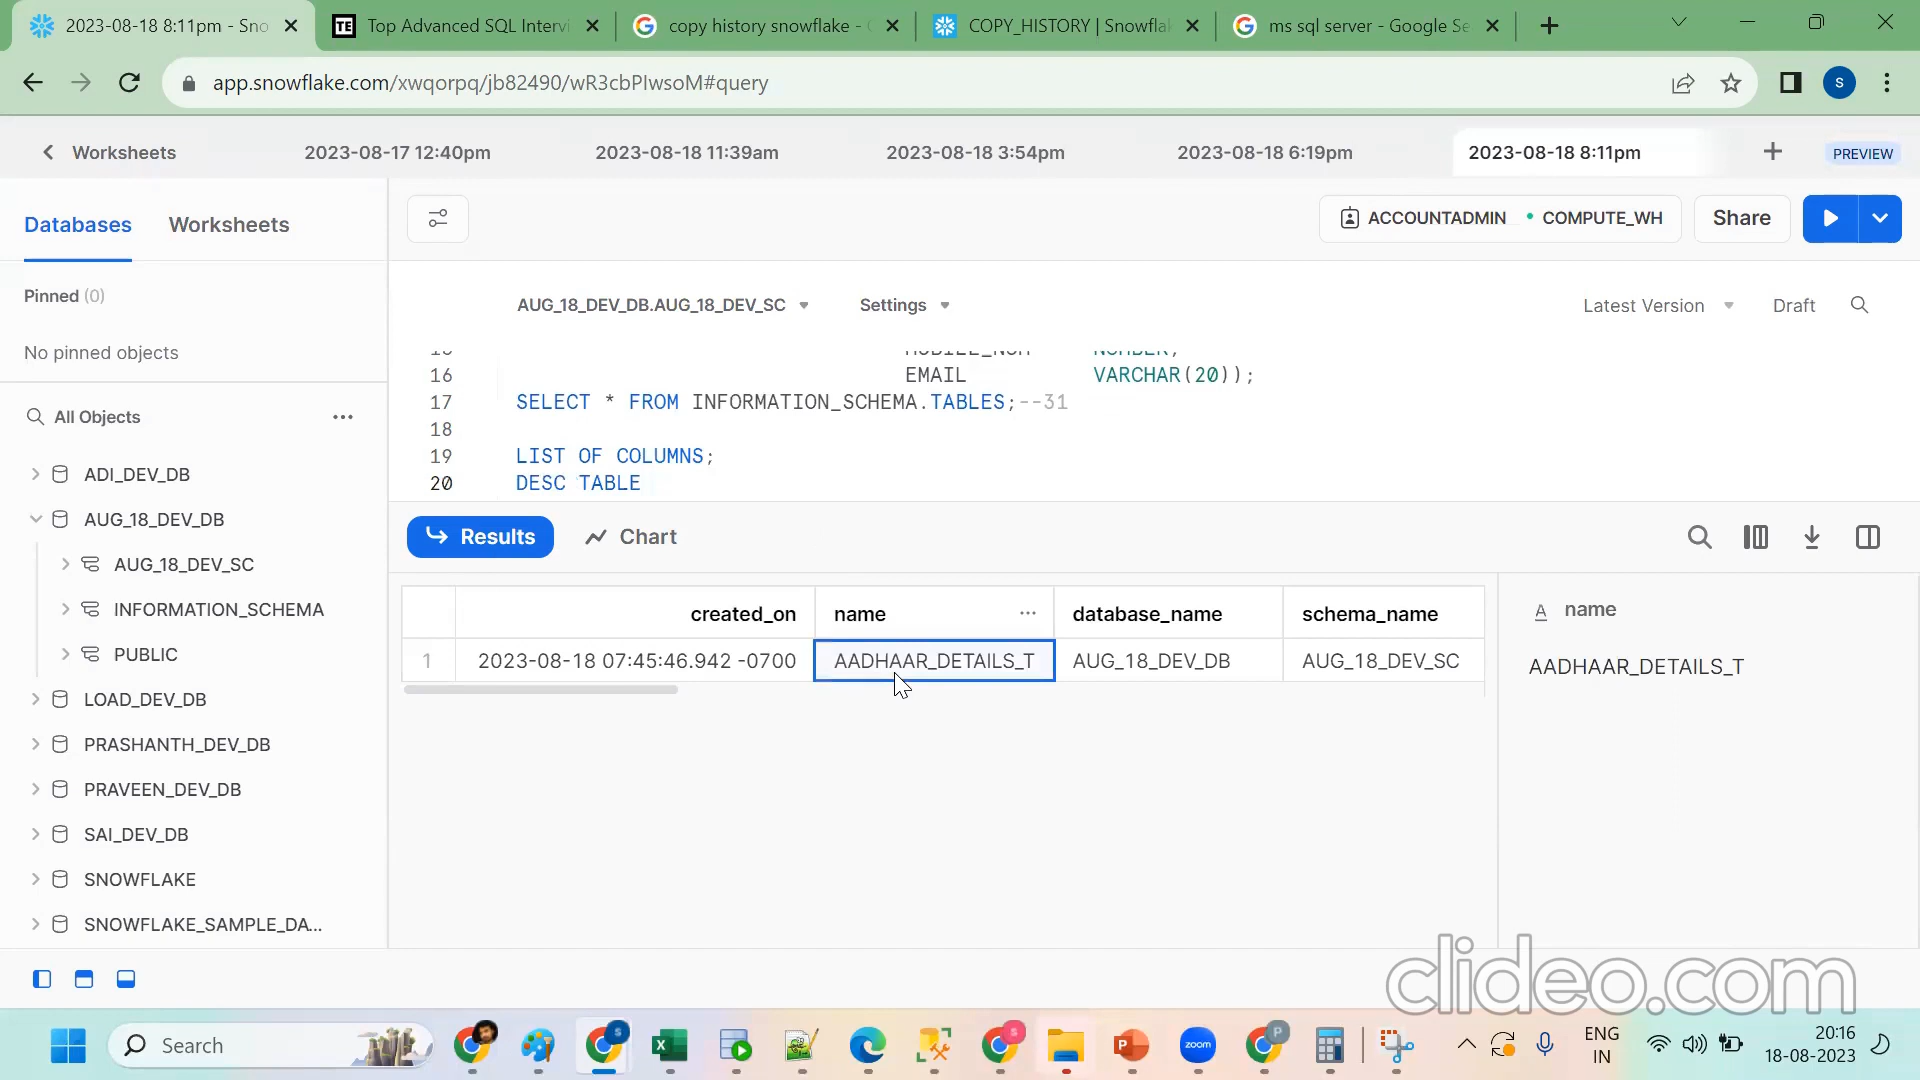 2023-08-18 8:11pm - Sno
Top Advanced SQL Intervi
copy history snowflake -
COPY_HISTORY | Snowflak
ms sql server - Google Se
app.snowflake.com/xwqorpq/jb82490/wR3cbPIwsoM#query
S
Worksheets
2023-08-17 12:40pm
2023-08-18 11:39am
2023-08-18 3:54pm
2023-08-18 6:19pm
2023-08-18 8:11pm
PREVIEW
Databases
Worksheets
ACCOUNTADMIN
COMPUTE_WH
Share
Pinned (0)
No pinned objects
AUG_18_DEV_DB.AUG_18_DEV_SC
Settings
Latest Version
Draft
16 EMAIL VARCHAR(20));
17 SELECT * FROM INFORMATION_SCHEMA.TABLES;--31
18
19 LIST OF COLUMNS;
20 DESC TABLE
All Objects
ADI_DEV_DB
AUG_18_DEV_DB
AUG_18_DEV_SC
INFORMATION_SCHEMA
PUBLIC
LOAD_DEV_DB
PRASHANTH_DEV_DB
PRAVEEN_DEV_DB
SAI_DEV_DB
SNOWFLAKE
SNOWFLAKE_SAMPLE_DA...
Results
Chart
created_on name database_name schema_name
1 2023-08-18 07:45:46.942 -0700 AADHAAR_DETAILS_T AUG_18_DEV_DB AUG_18_DEV_SC
A name
AADHAAR_DETAILS_T
clideo.com
Search
zoom
ENG
IN
20:16
18-08-2023